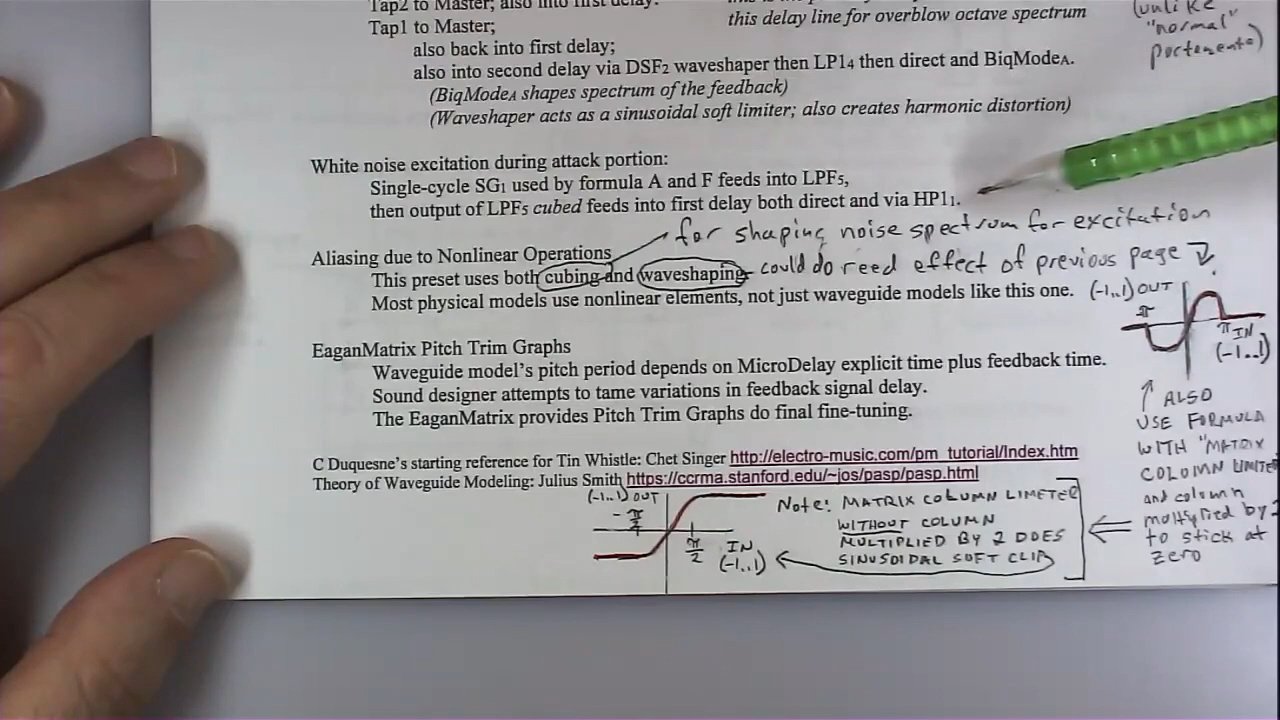 Tap2 to Master; also into first delay.
Tap1 to Master;
also back into first delay;
also into second delay via DSF2 waveshaper then LP14 then direct and BiqModeA.
(BiqModeA shapes spectrum of the feedback)
(Waveshaper acts as a sinusoidal soft limiter; also creates harmonic distortion)
this delay line for overblow octave spectrum
(unlike
"normal"
portemento)
White noise excitation during attack portion:
Single-cycle SG1 used by formula A and F feeds into LPF5,
then output of LPF5 cubed feeds into first delay both direct and via HP11.
for shaping noise spectrum for excitation
Aliasing due to Nonlinear Operations
This preset uses both cubing and waveshaping could do reed effect of previous page
Most physical models use nonlinear elements, not just waveguide models like this one.
(-1..1) OUT
-π
π IN
(-1..1)
EaganMatrix Pitch Trim Graphs
Waveguide model's pitch period depends on MicroDelay explicit time plus feedback time.
Sound designer attempts to tame variations in feedback signal delay.
The EaganMatrix provides Pitch Trim Graphs do final fine-tuning.
↑ ALSO
USE FORMULA
WITH "MATRIX
COLUMN LIMITE
and column
multiplied by 2
to stick at
zero
C Duquesne's starting reference for Tin Whistle: Chet Singer http://electro-music.com/pm_tutorial/Index.htm
Theory of Waveguide Modeling: Julius Smith https://ccrma.stanford.edu/~jos/pasp/pasp.html
(-1..1) OUT
π/2 IN
(-1..1)
Note: MATRIX COLUMN LIMETER
WITHOUT COLUMN
MULTIPLIED BY 2 DOES
SINUSOIDAL SOFT CLIP